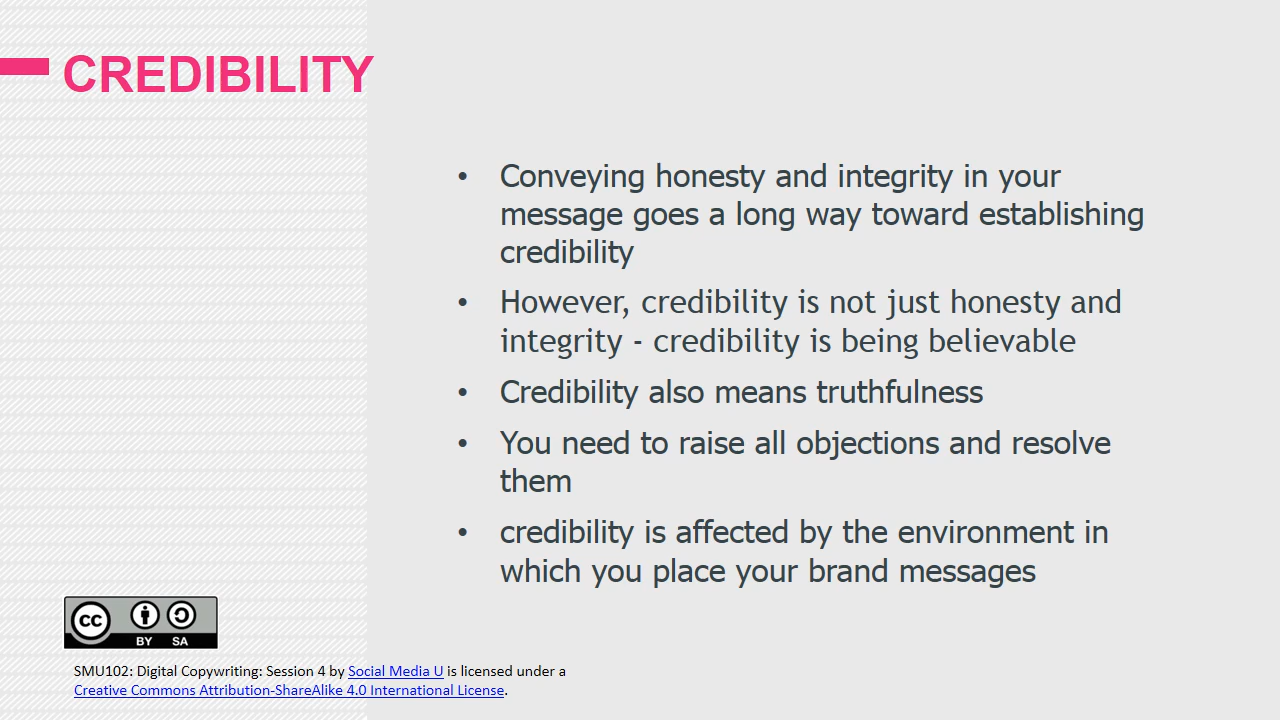 CREDIBILITY
• Conveying honesty and integrity in your
message goes a long way toward establishing
credibility
• However, credibility is not just honesty and
integrity - credibility is being believable
• Credibility also means truthfulness
• You need to raise all objections and resolve
them
• credibility is affected by the environment in
which you place your brand messages
cc
BY SA
SMU102: Digital Copywriting: Session 4 by Social Media U is licensed under a
Creative Commons Attribution-ShareAlike 4.0 International License.